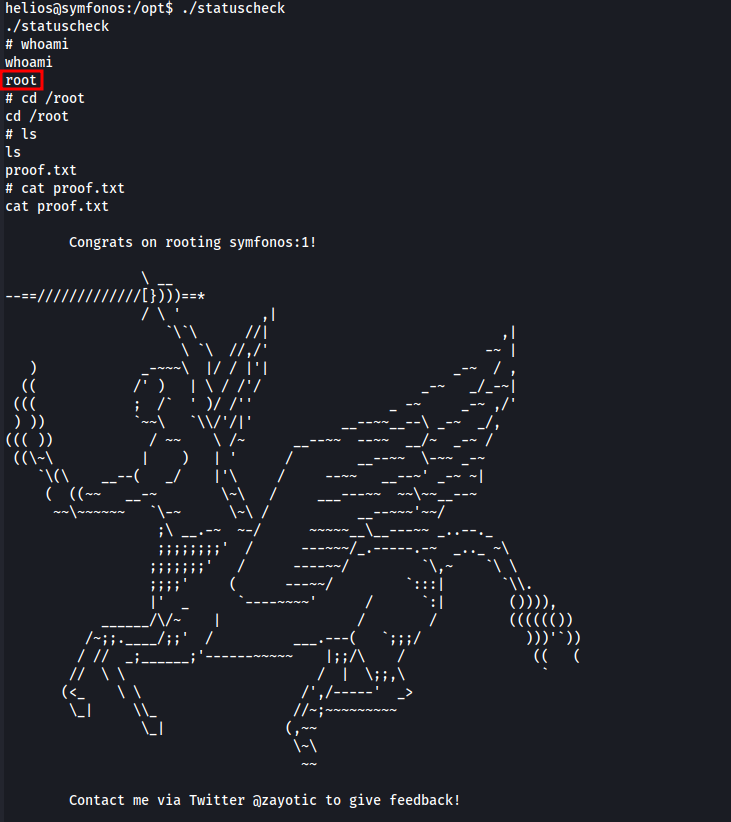 helios@symfonos:/opt$ ./statuscheck
./statuscheck
# whoami
whoami
root
# cd /root
cd /root
# ls
ls
proof.txt
# cat proof.txt
cat proof.txt
Congrats on rooting symfonos:1!
Contact me via Twitter @zayotic to give feedback!